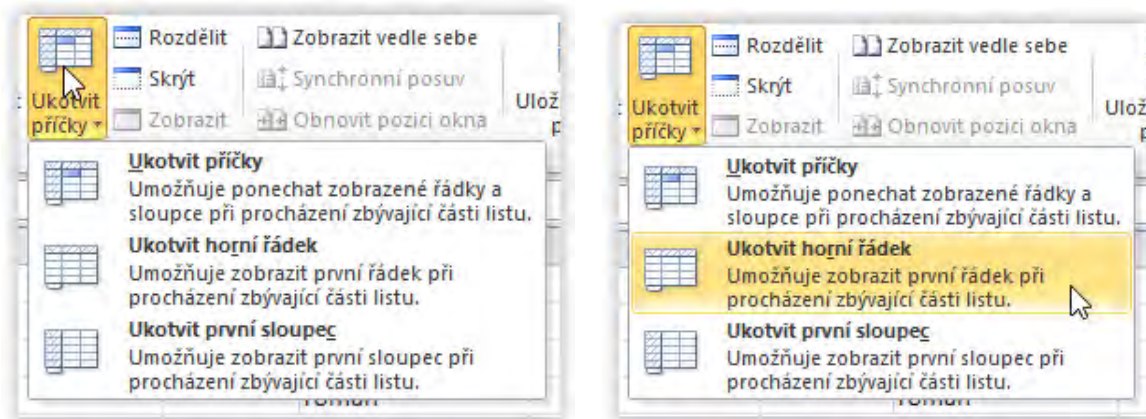 Rozdělit
Zobrazit vedle sebe
Skrýt
Synchronní posuv
Ukotvit
příčky
Zobrazit
Obnovit pozici okna
Ulož
Ukotvit příčky
Umožňuje ponechat zobrazené řádky a
sloupce při procházení zbývající části listu.
Ukotvit horní řádek
Umožňuje zobrazit první řádek při
procházení zbývající části listu.
Ukotvit první sloupec
Umožňuje zobrazit první sloupec při
procházení zbývající části listu.
Rozdělit
Zobrazit vedle sebe
Skrýt
Synchronní posuv
Ukotvit
příčky
Zobrazit
Obnovit pozici okna
Ulož
Ukotvit příčky
Umožňuje ponechat zobrazené řádky a
sloupce při procházení zbývající části listu.
Ukotvit horní řádek
Umožňuje zobrazit první řádek při
procházení zbývající části listu.
Ukotvit první sloupec
Umožňuje zobrazit první sloupec při
procházení zbývající části listu.